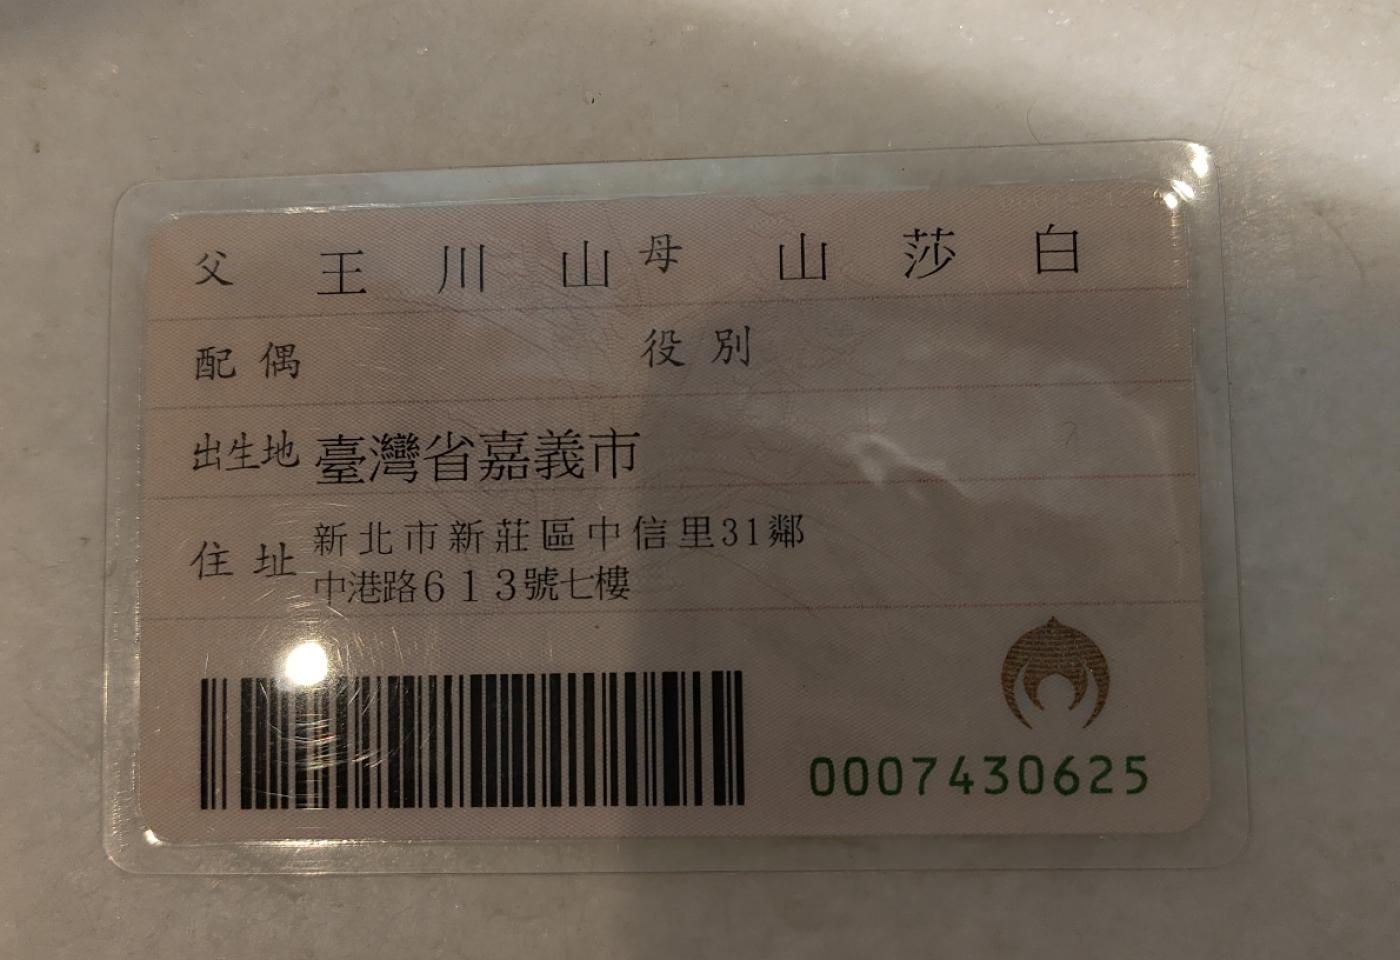 父 王川山 母 山莎白
配偶 役別
出生地 臺灣省嘉義市
住址 新北市新莊區中信里31鄰
中港路613號七樓
0007430625